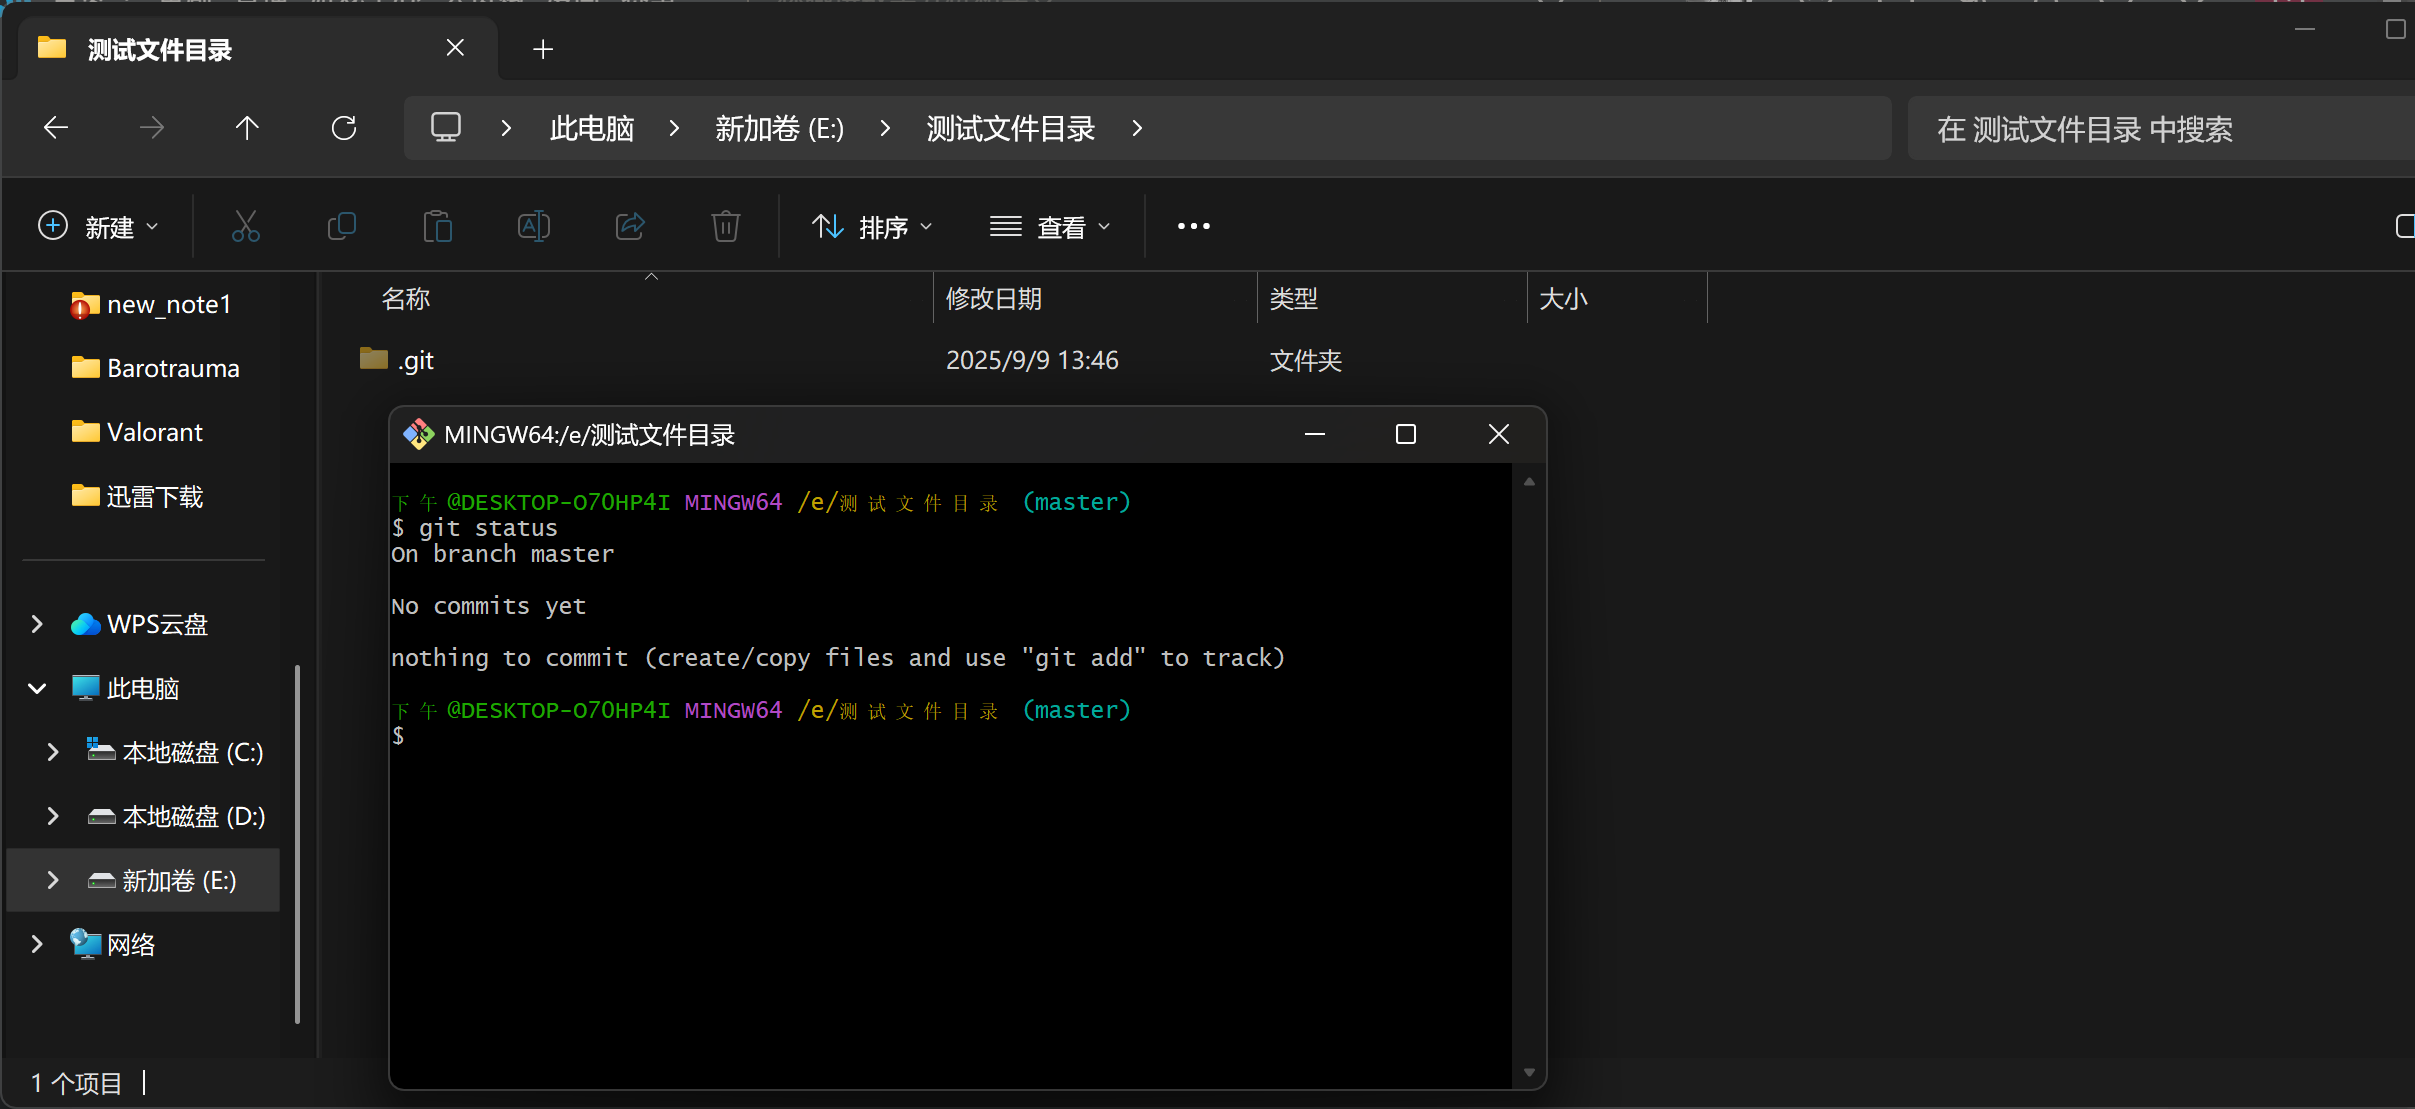 测试文件目录
此电脑 新加卷 (E:) 测试文件目录
在 测试文件目录 中搜索
新建 排序 查看
名称 修改日期 类型 大小
.git 2025/9/9 13:46 文件夹
new_note1
Barotrauma
Valorant
迅雷下载
WPS云盘
此电脑
本地磁盘 (C:)
本地磁盘 (D:)
新加卷 (E:)
网络
1 个项目
MINGW64:/e/测试文件目录
下午@DESKTOP-O7OHP4I MINGW64 /e/测试文件目录 (master)
$ git status
On branch master
No commits yet
nothing to commit (create/copy files and use "git add" to track)
下午@DESKTOP-O7OHP4I MINGW64 /e/测试文件目录 (master)
$